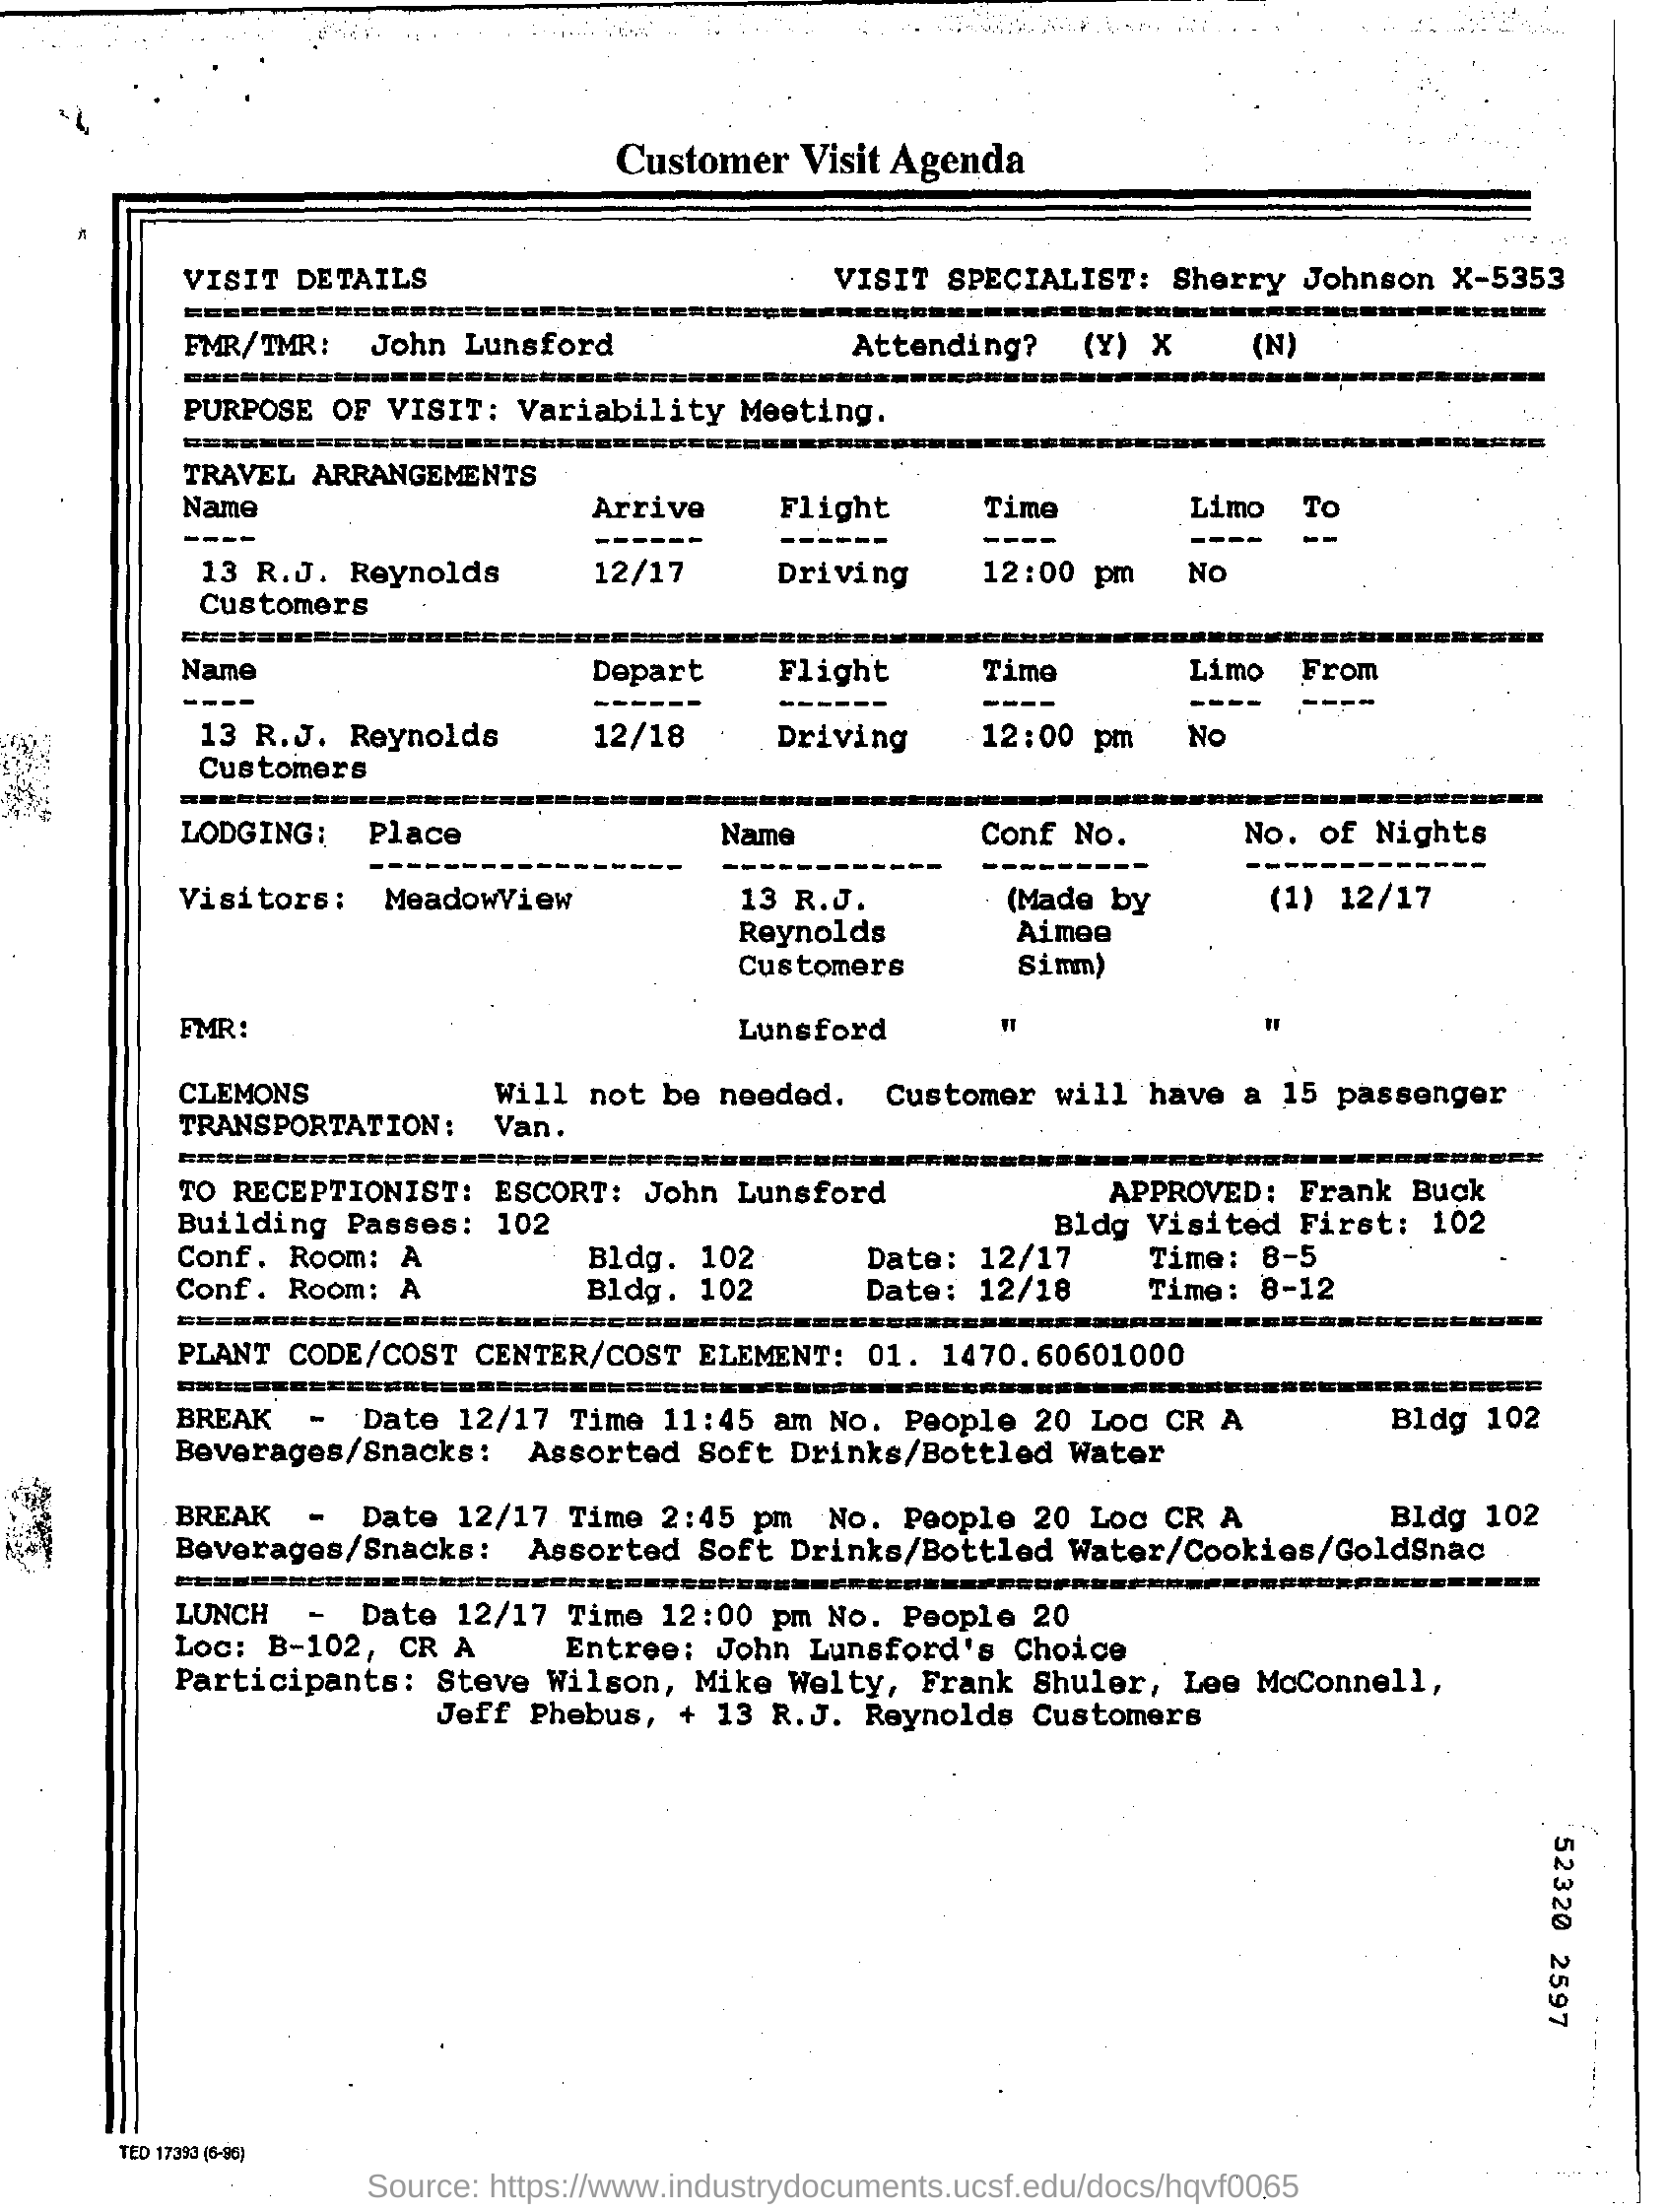 Customer Visit Agenda
VISIT DETAILS VISIT SPECIALIST: Sherry Johnson X-5353
FMR/TMR: John Lunsford Attending? (Y) X (N)
PURPOSE OF VISIT: Variability Meeting.
TRAVEL ARRANGEMENTS
Name Arrive Flight Time Limo To
13 R.J. Reynolds 12/17 Driving 12:00 pm No
Customers
Name Depart Flight Time Limo From
13 R.J. Reynolds 12/18 Driving 12:00 pm No
Customers
LODGING: Place Name Conf No. No. of Nights
Visitors: MeadowView 13 R.J. (Made by (1) 12/17
Reynolds Aimee
Customers Simm)
FMR: Lunsford " "
CLEMONS Will not be needed. Customer will have a 15 passenger
TRANSPORTATION: Van.
TO RECEPTIONIST: ESCORT: John Lunsford APPROVED: Frank Buck
Building Passes: 102 Bldg Visited First: 102
Conf. Room: A Bldg. 102 Date: 12/17 Time: 8-5
Conf. Room: A Bldg. 102 Date: 12/18 Time: 8-12
PLANT CODE/COST CENTER/COST ELEMENT: 01. 1470.60601000
BREAK - Date 12/17 Time 11:45 am No. People 20 Loc CR A Bldg 102
Beverages/Snacks: Assorted Soft Drinks/Bottled Water
BREAK - Date 12/17 Time 2:45 pm No. People 20 Loc CR A Bldg 102
Beverages/Snacks: Assorted Soft Drinks/Bottled Water/Cookies/GoldSnac
LUNCH - Date 12/17 Time 12:00 pm No. People 20
Loc: B-102, CR A Entree: John Lunsford's Choice
Participants: Steve Wilson, Mike Welty, Frank Shuler, Lee McConnell,
Jeff Phebus, + 13 R.J. Reynolds Customers
52320 2597
TED 17393 (6-96)
Source: https://www.industrydocuments.ucsf.edu/docs/hqvf0065